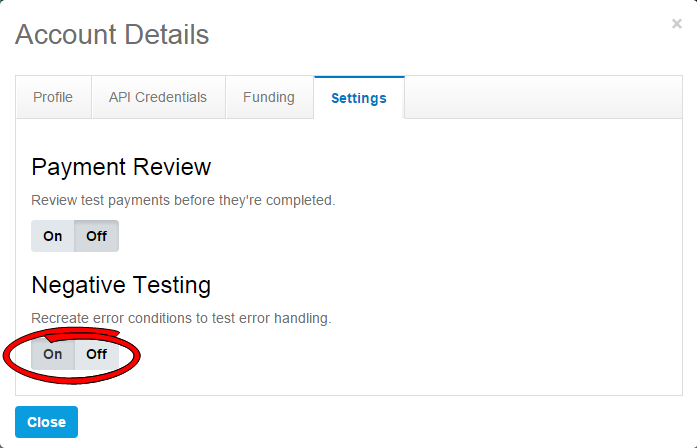 Account Details
×
Profile API Credentials Funding Settings
Payment Review
Review test payments before they're completed.
On Off
Negative Testing
Recreate error conditions to test error handling.
On Off
Close